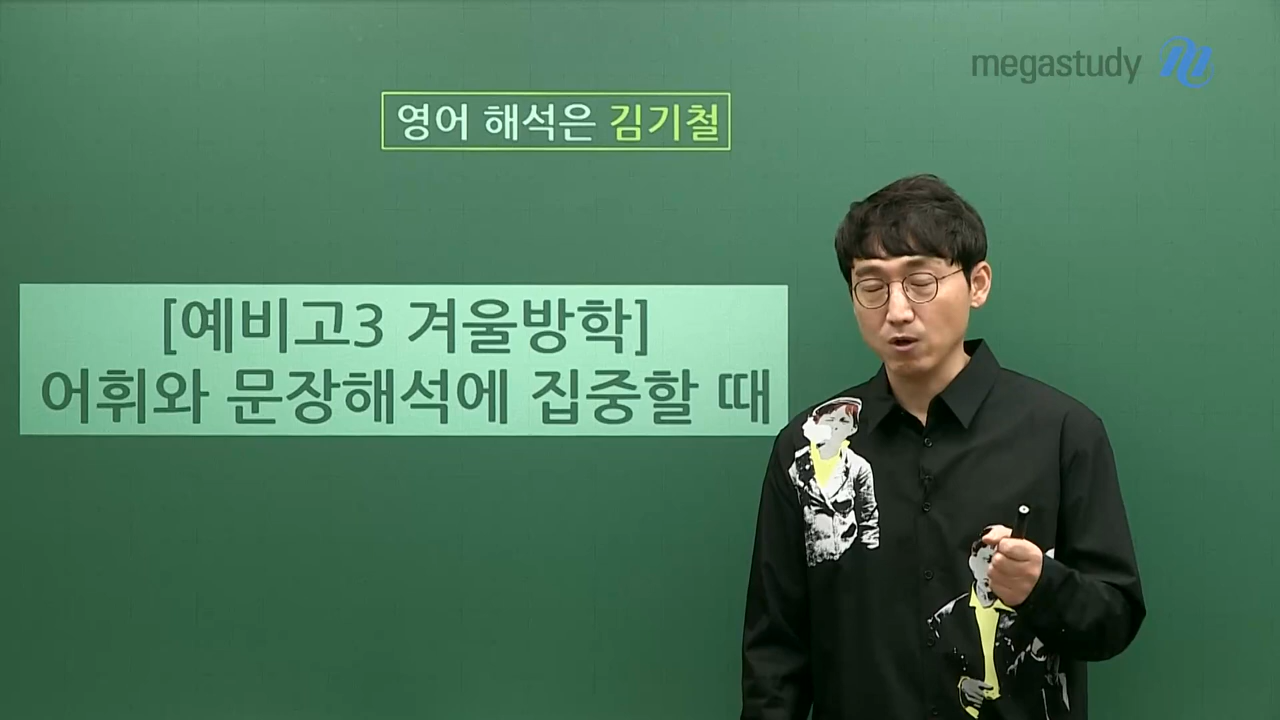 megastudy
영어 해석은 김기철
[예비고3 겨울방학]
어휘와 문장해석에 집중할 때